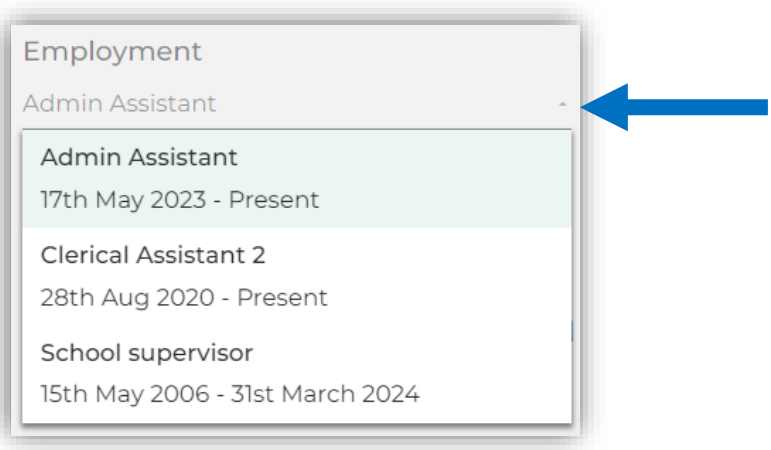 Employment
Admin Assistant
Admin Assistant
17th May 2023 - Present
Clerical Assistant 2
28th Aug 2020 - Present
School supervisor
15th May 2006 - 31st March 2024